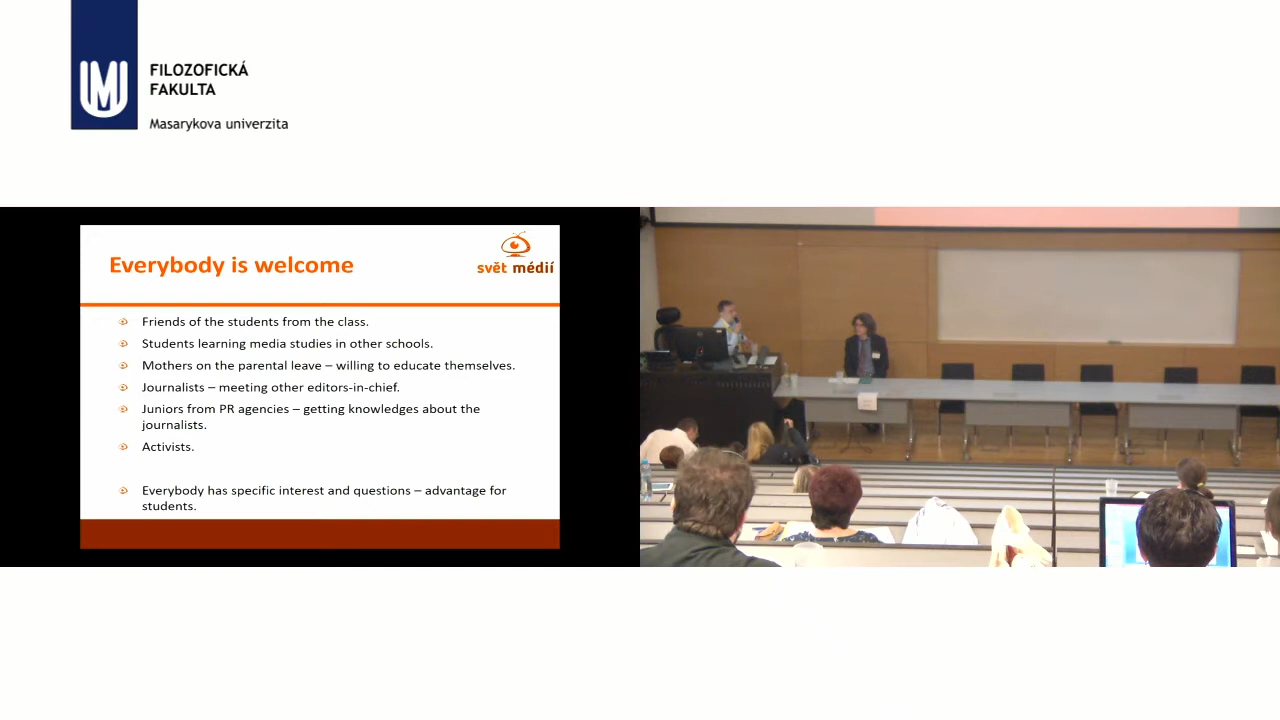 FILOZOFICKÁ
FAKULTA
Masarykova univerzita
Everybody is welcome
svět médií
Friends of the students from the class.
Students learning media studies in other schools.
Mothers on the parental leave – willing to educate themselves.
Journalists – meeting other editors-in-chief.
Juniors from PR agencies – getting knowledges about the
journalists.
Activists.
Everybody has specific interest and questions – advantage for
students.